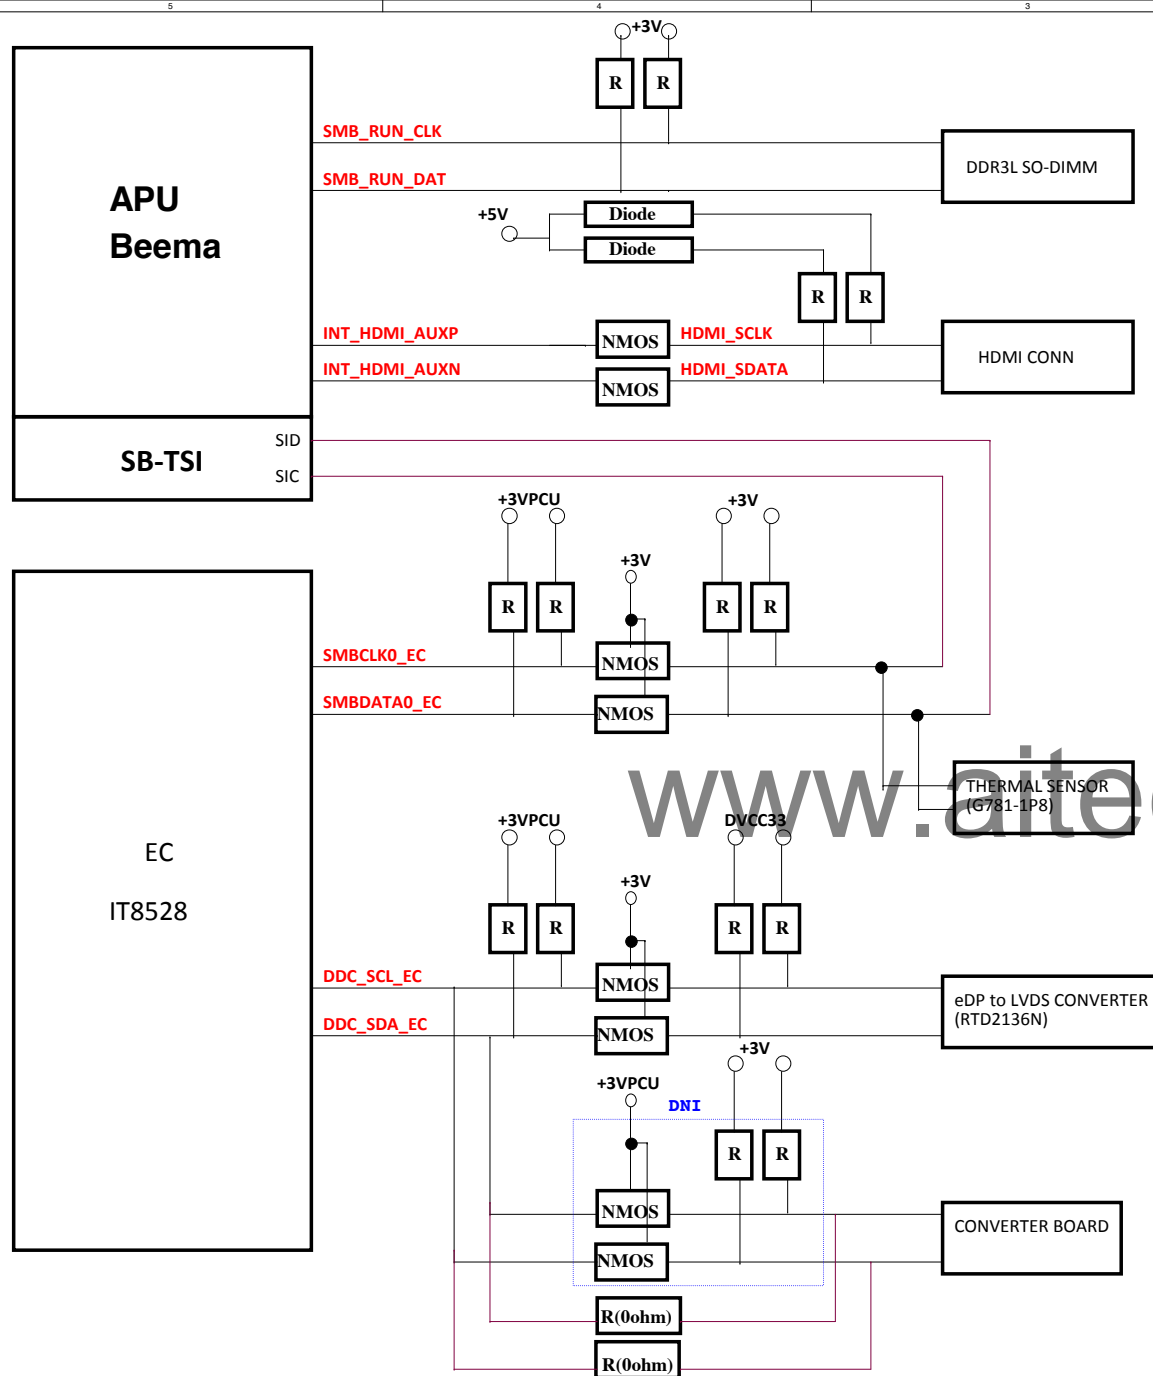 5 4 3
+3V
R R
SMB_RUN_CLK
SMB_RUN_DAT
DDR3L SO-DIMM
APU
Beema
+5V
Diode
Diode
R R
INT_HDMI_AUXP
NMOS
HDMI_SCLK
INT_HDMI_AUXN
NMOS
HDMI_SDATA
HDMI CONN
SB-TSI
SID
SIC
+3VPCU
+3V
+3V
R R
R R
SMBCLK0_EC
NMOS
SMBDATA0_EC
NMOS
THERMAL SENSOR
(G781-1P8)
www.aite
EC
IT8528
+3VPCU
DVCC33
+3V
R R
R R
DDC_SCL_EC
NMOS
DDC_SDA_EC
NMOS
eDP to LVDS CONVERTER
(RTD2136N)
+3V
+3VPCU
DNI
R R
NMOS
NMOS
CONVERTER BOARD
R(0ohm)
R(0ohm)